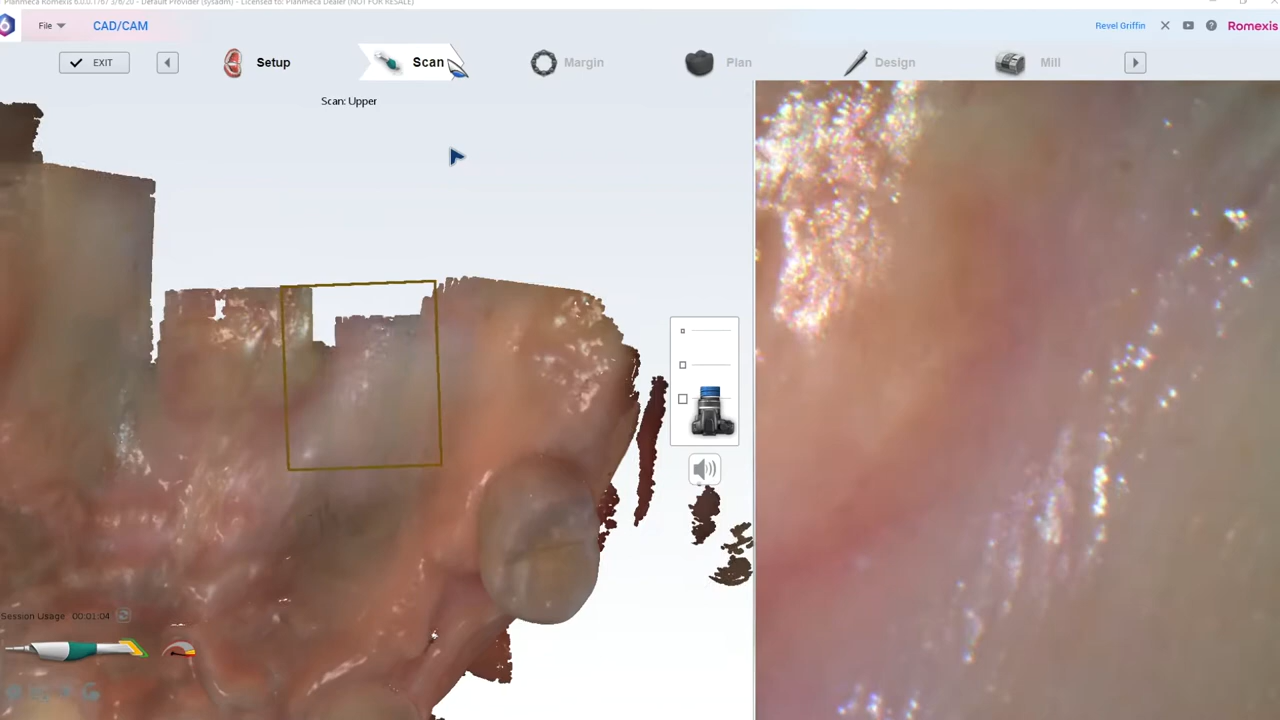 Planmeca Romexis 6.0.0.1767 3/6/20 - Default Provider (sysadm) - Licensed to: Planmeca Dealer (NOT FOR RESALE)
File
CAD/CAM
Revel Griffin
Romexis
EXIT
Setup
Scan
Margin
Plan
Design
Mill
Scan: Upper
Session Usage 00:01:04